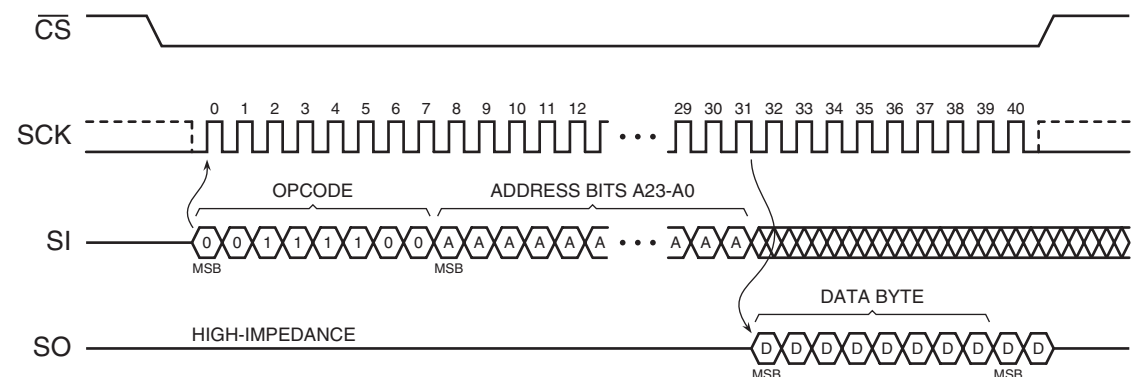 CS
0 1 2 3 4 5 6 7 8 9 10 11 12 29 30 31 32 33 34 35 36 37 38 39 40
SCK
OPCODE ADDRESS BITS A23-A0
SI 0 0 1 1 1 1 0 0 A A A A A A A A A
MSB MSB
DATA BYTE
HIGH-IMPEDANCE
SO D D D D D D D D D D
MSB MSB